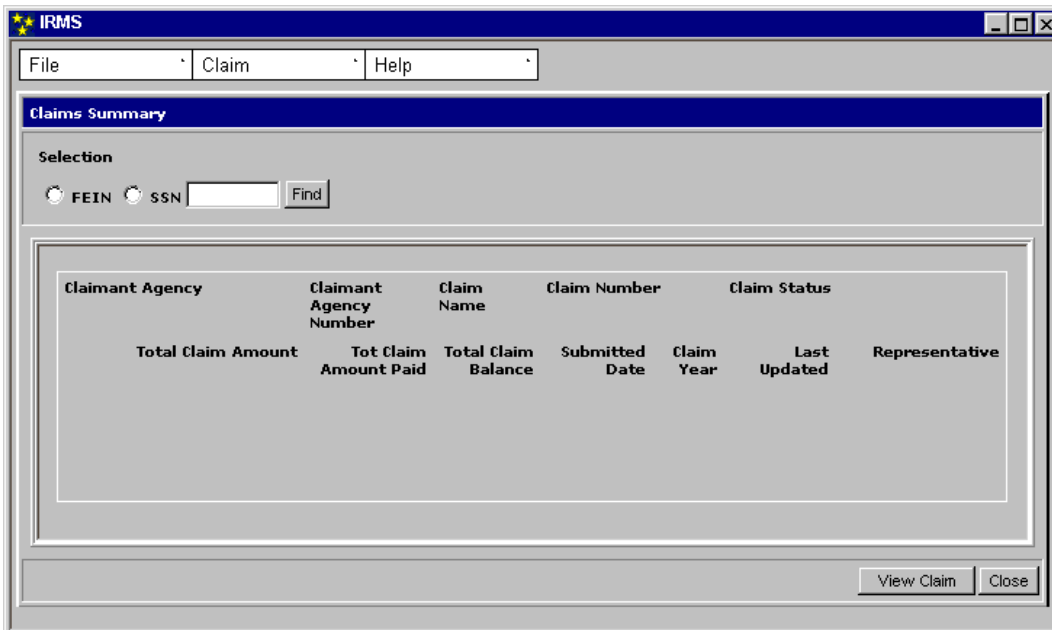 IRMS
File Claim Help
Claims Summary
Selection
FEIN SSN Find
Claimant Agency Claimant Agency Number Claim Name Claim Number Claim Status
Total Claim Amount Tot Claim Amount Paid Total Claim Balance Submitted Date Claim Year Last Updated Representative
View Claim Close